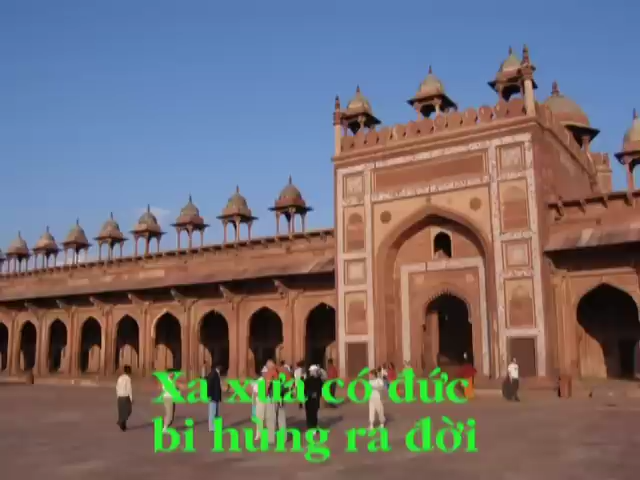 Xa xưa có đức
bi hùng ra đời